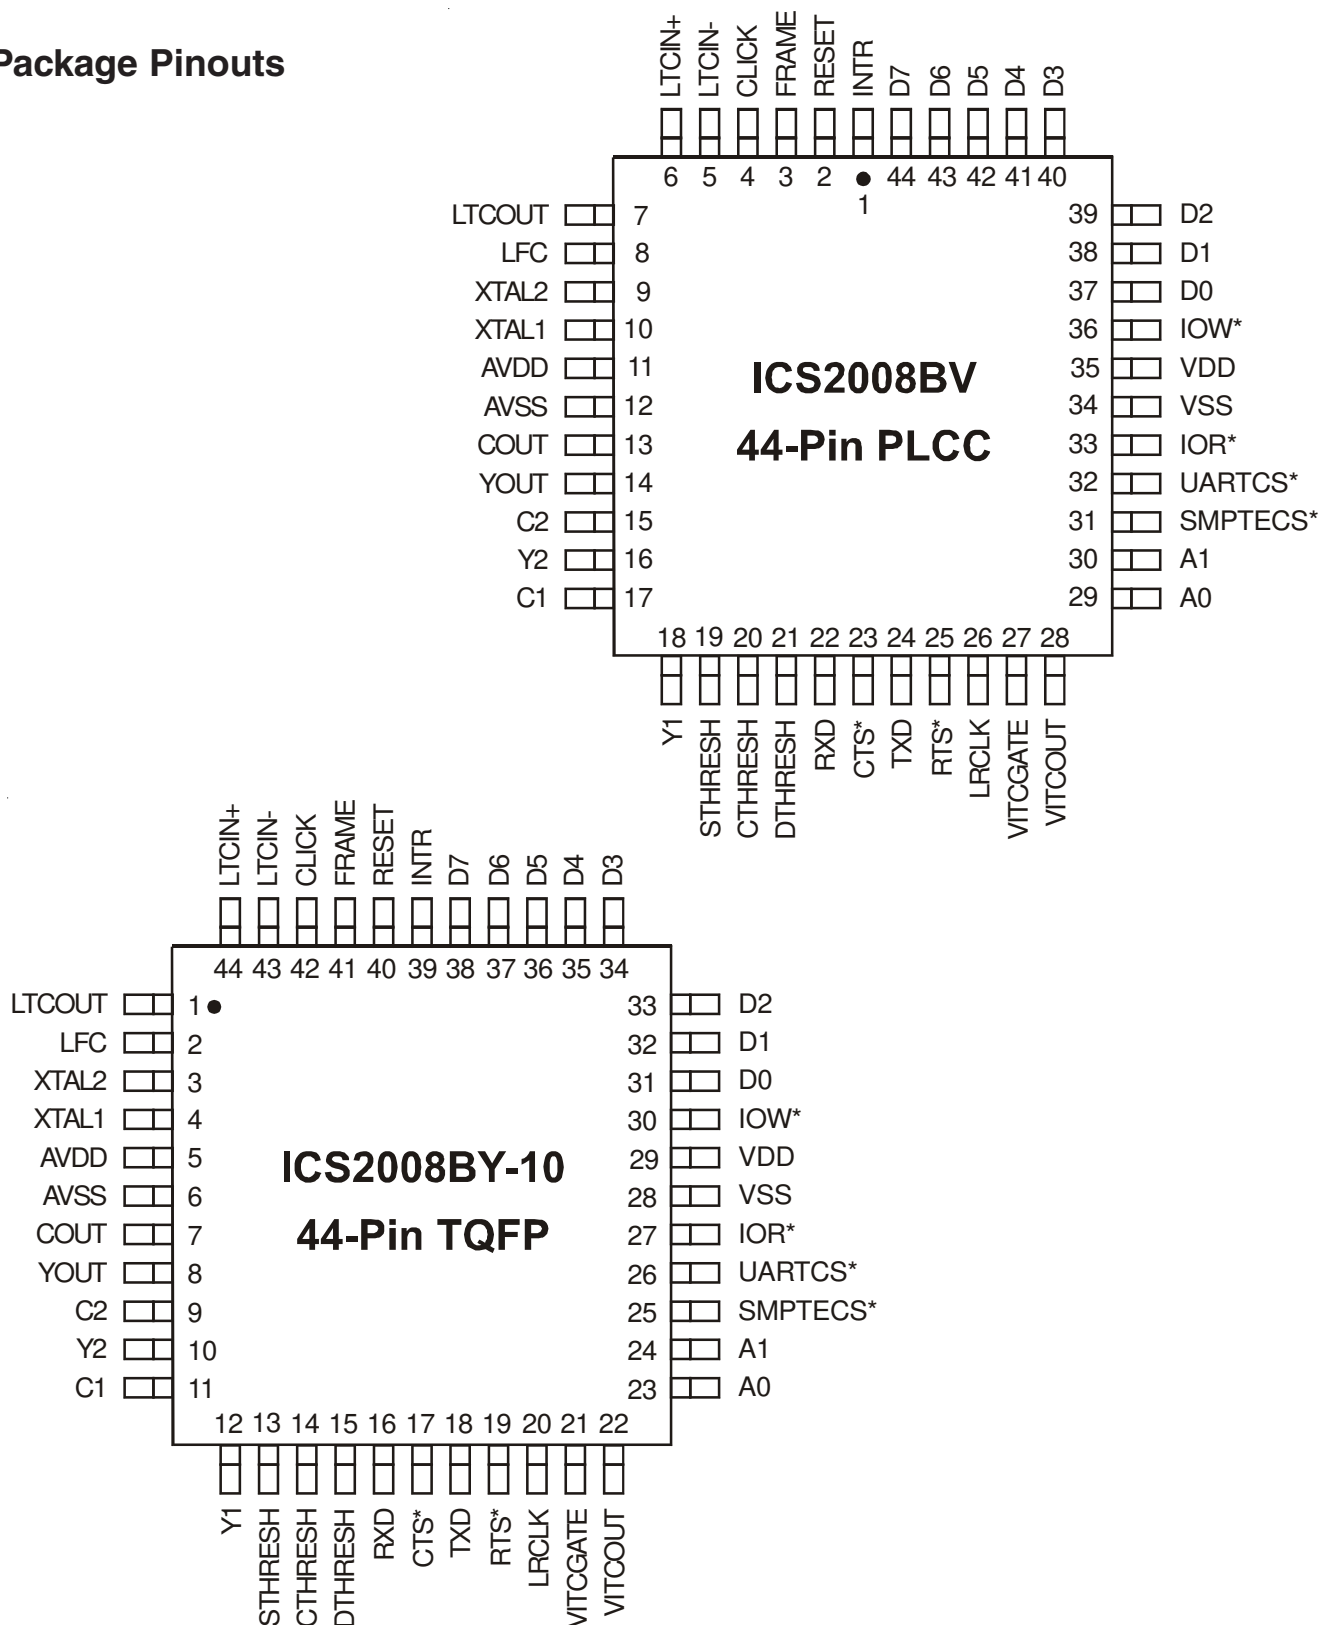 Package Pinouts
LTCIN+ LTCIN- CLICK FRAME RESET INTR D7 D6 D5 D4 D3
6 5 4 3 2 1 44 43 42 41 40
LTCOUT 7 39 D2
LFC 8 38 D1
XTAL2 9 37 D0
XTAL1 10 36 IOW*
AVDD 11 35 VDD
AVSS 12 34 VSS
COUT 13 33 IOR*
YOUT 14 32 UARTCS*
C2 15 31 SMPTECS*
Y2 16 30 A1
C1 17 29 A0
ICS2008BV
44-Pin PLCC
18 19 20 21 22 23 24 25 26 27 28
Y1 STHRESH CTHRESH DTHRESH RXD CTS* TXD RTS* LRCLK VITCGATE VITCOUT
LTCIN+ LTCIN- CLICK FRAME RESET INTR D7 D6 D5 D4 D3
44 43 42 41 40 39 38 37 36 35 34
LTCOUT 1 33 D2
LFC 2 32 D1
XTAL2 3 31 D0
XTAL1 4 30 IOW*
AVDD 5 29 VDD
AVSS 6 28 VSS
COUT 7 27 IOR*
YOUT 8 26 UARTCS*
C2 9 25 SMPTECS*
Y2 10 24 A1
C1 11 23 A0
ICS2008BY-10
44-Pin TQFP
12 13 14 15 16 17 18 19 20 21 22
Y1 STHRESH CTHRESH DTHRESH RXD CTS* TXD RTS* LRCLK VITCGATE VITCOUT